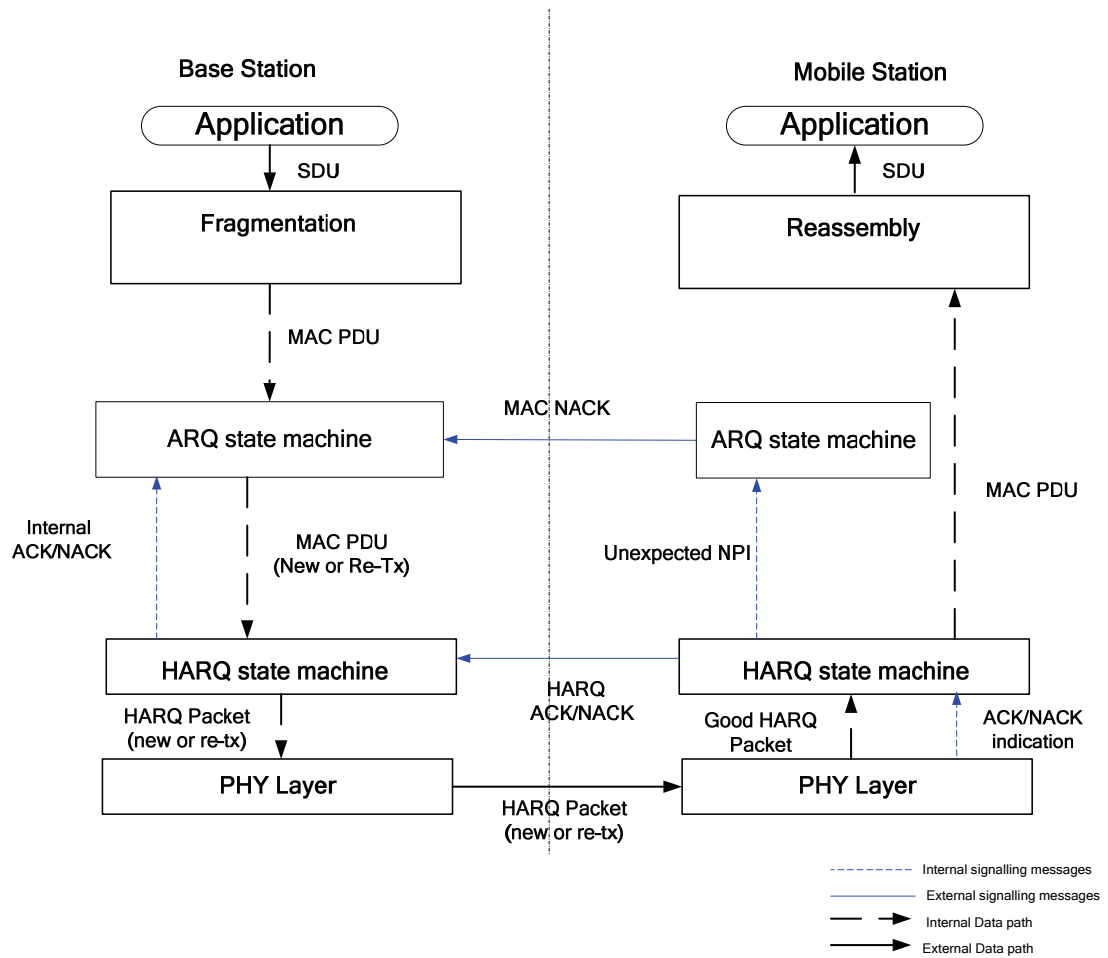 Base Station
Mobile Station
Application
Application
SDU
SDU
Fragmentation
Reassembly
MAC PDU
MAC NACK
ARQ state machine
ARQ state machine
MAC PDU
Internal
ACK/NACK
MAC PDU
(New or Re-Tx)
Unexpected NPI
HARQ state machine
HARQ state machine
HARQ
ACK/NACK
HARQ Packet
(new or re-tx)
Good HARQ
Packet
ACK/NACK
indication
PHY Layer
PHY Layer
HARQ Packet
(new or re-tx)
Internal signalling messages
External signalling messages
Internal Data path
External Data path